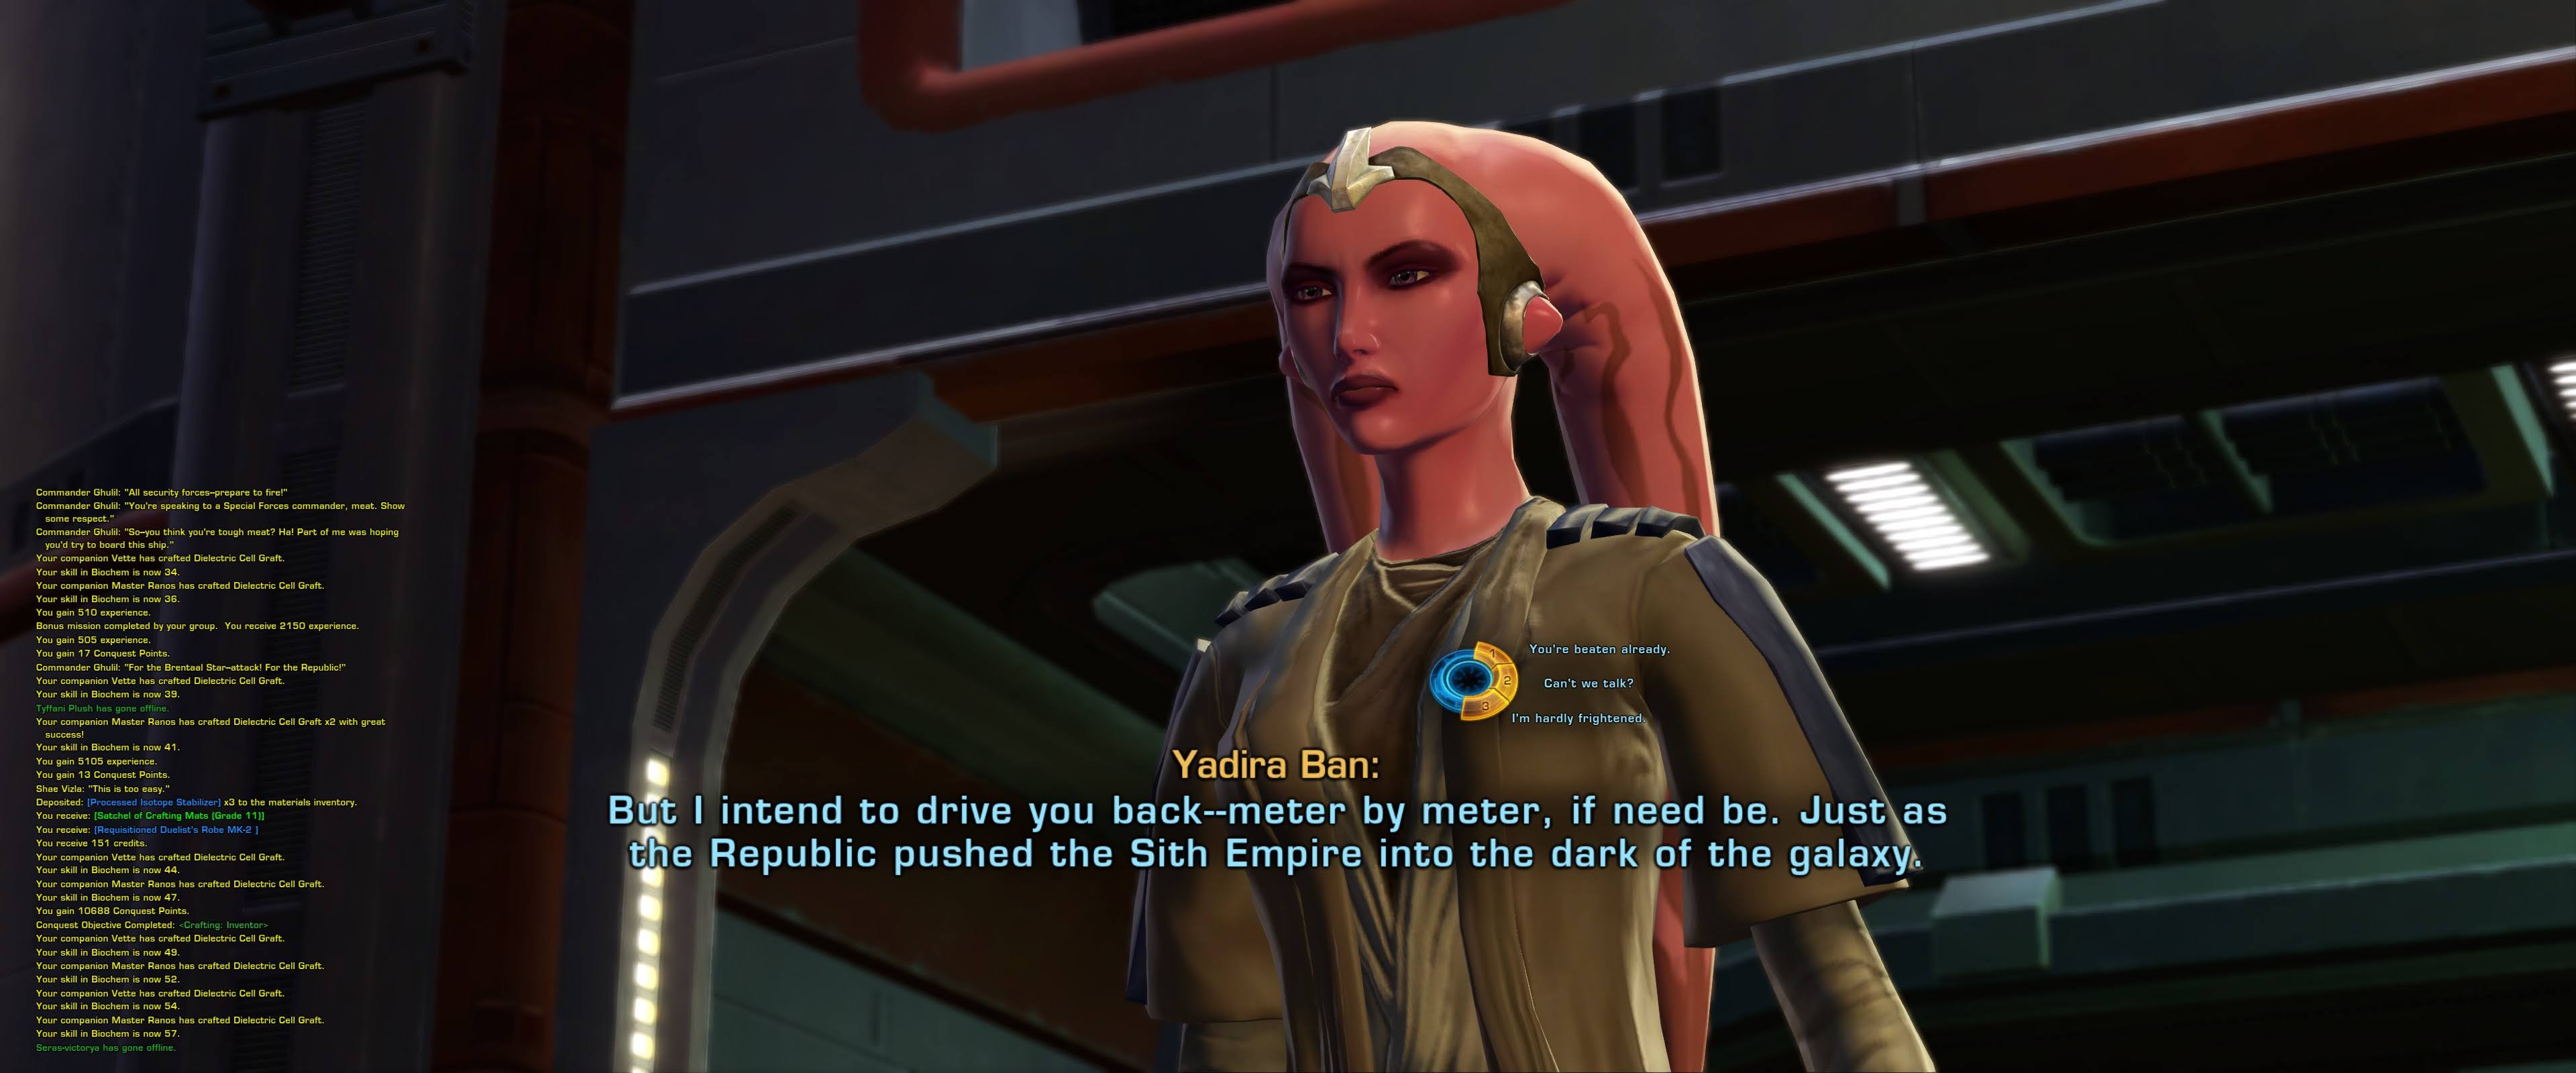 Commander Ghulil: "All security forces--prepare to fire!"
Commander Ghulil: "You're speaking to a Special Forces commander, meat. Show
some respect."
Commander Ghulil: "So--you think you're tough meat? Ha! Part of me was hoping
you'd try to board this ship."
Your companion Vette has crafted Dielectric Cell Graft.
Your skill in Biochem is now 34.
Your companion Master Ranos has crafted Dielectric Cell Graft.
Your skill in Biochem is now 36.
You gain 510 experience.
Bonus mission completed by your group.  You receive 2150 experience.
You gain 505 experience.
You gain 17 Conquest Points.
Commander Ghulil: "For the Brentaal Star--attack! For the Republic!"
Your companion Vette has crafted Dielectric Cell Graft.
Your skill in Biochem is now 39.
Tyffani Plush has gone offline.
Your companion Master Ranos has crafted Dielectric Cell Graft x2 with great
success!
Your skill in Biochem is now 41.
You gain 5105 experience.
You gain 13 Conquest Points.
Shae Vizla: "This is too easy."
Deposited: [Processed Isotope Stabilizer] x3 to the materials inventory.
You receive: [Satchel of Crafting Mats (Grade 11)]
You receive: [Requisitioned Duelist's Robe MK-2 ]
You receive 151 credits.
Your companion Vette has crafted Dielectric Cell Graft.
Your skill in Biochem is now 44.
Your companion Master Ranos has crafted Dielectric Cell Graft.
Your skill in Biochem is now 47.
You gain 10688 Conquest Points.
Conquest Objective Completed: <Crafting: Inventor>
Your companion Vette has crafted Dielectric Cell Graft.
Your skill in Biochem is now 49.
Your companion Master Ranos has crafted Dielectric Cell Graft.
Your skill in Biochem is now 52.
Your companion Vette has crafted Dielectric Cell Graft.
Your skill in Biochem is now 54.
Your companion Master Ranos has crafted Dielectric Cell Graft.
Your skill in Biochem is now 57.
Seras-victorya has gone offline.
1 You're beaten already.
2 Can't we talk?
3 I'm hardly frightened.
Yadira Ban:
But I intend to drive you back--meter by meter, if need be. Just as
the Republic pushed the Sith Empire into the dark of the galaxy.